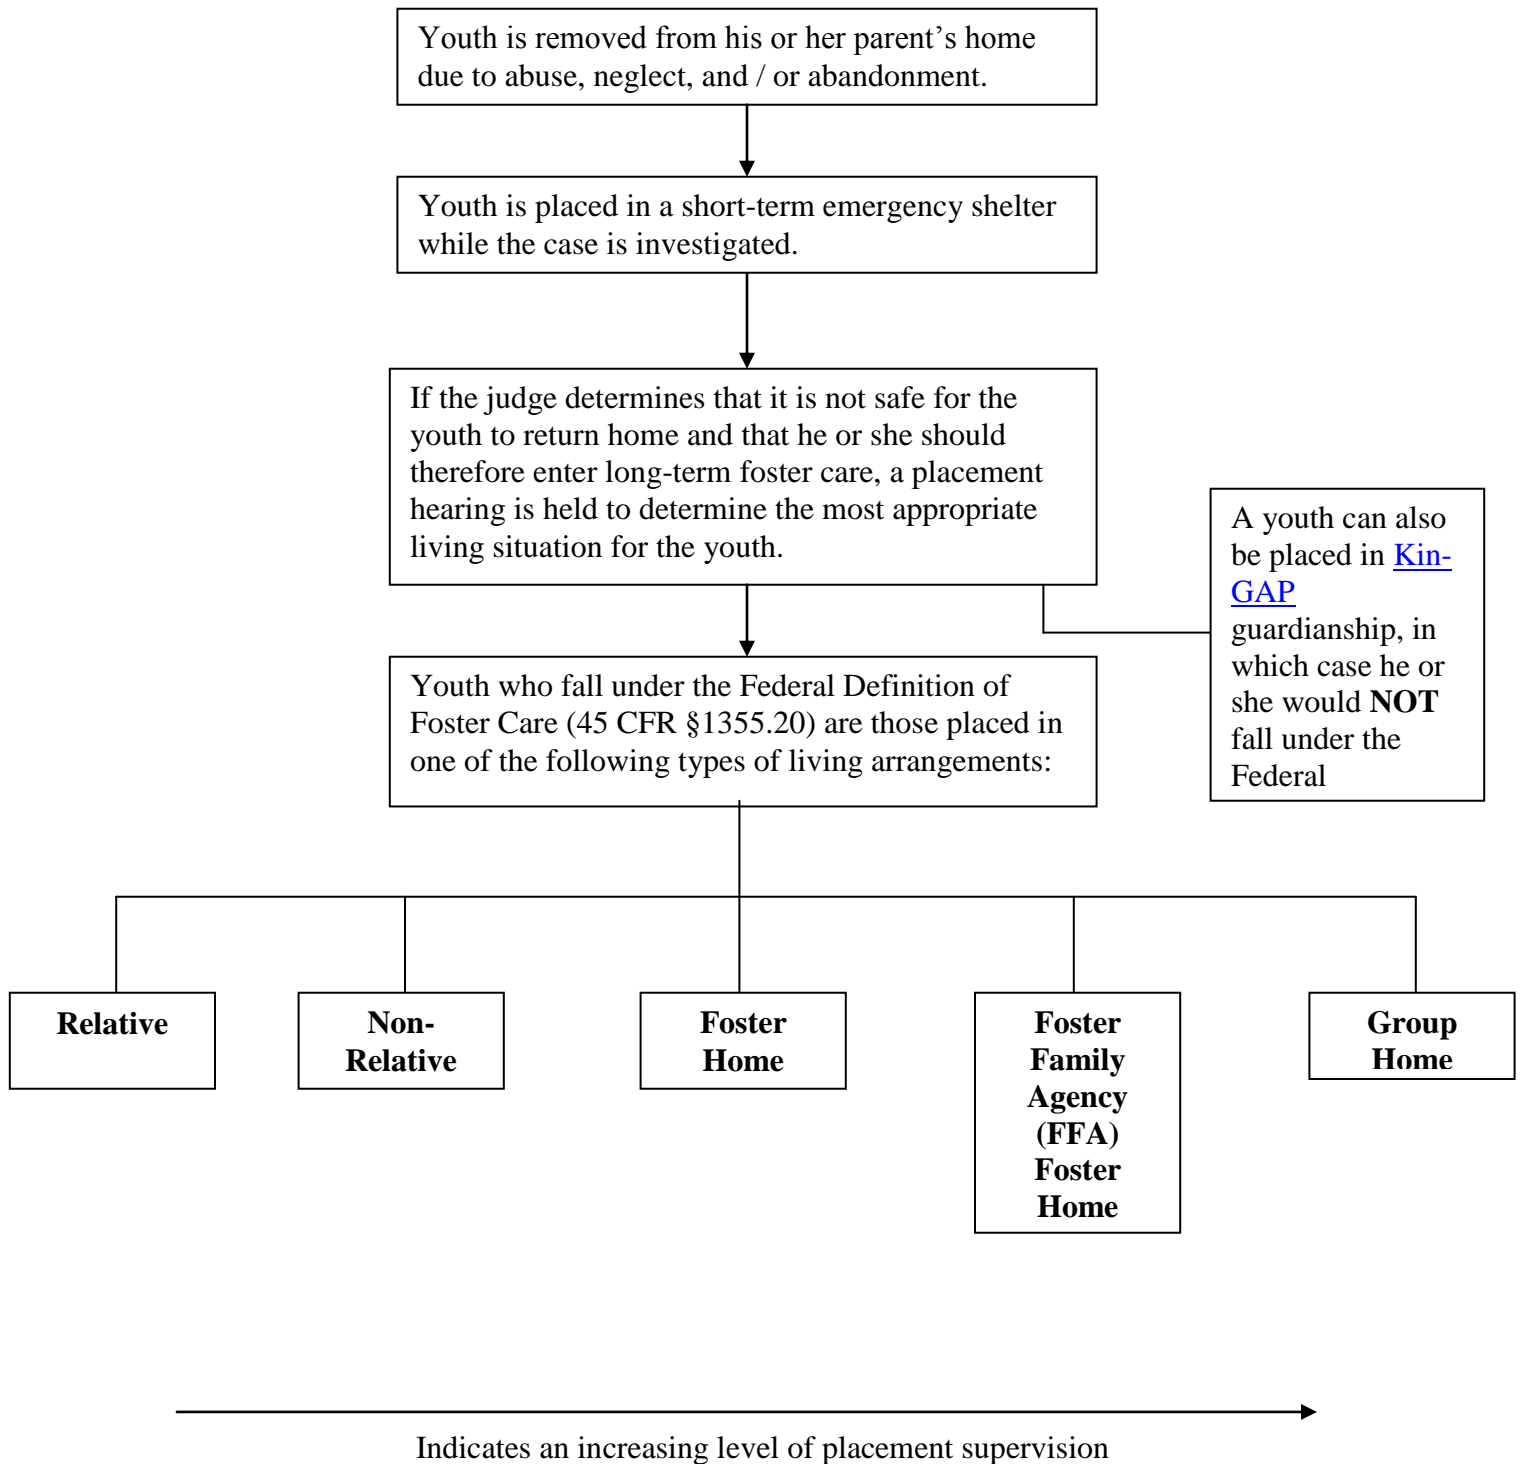 Youth is removed from his or her parent’s home
due to abuse, neglect, and / or abandonment.
Youth is placed in a short-term emergency shelter
while the case is investigated.
If the judge determines that it is not safe for the
youth to return home and that he or she should
therefore enter long-term foster care, a placement
hearing is held to determine the most appropriate
living situation for the youth.
A youth can also
be placed in Kin-
GAP
guardianship, in
which case he or
she would NOT
fall under the
Federal
Youth who fall under the Federal Definition of
Foster Care (45 CFR §1355.20) are those placed in
one of the following types of living arrangements:
Relative
Non-
Relative
Foster
Home
Foster
Family
Agency
(FFA)
Foster
Home
Group
Home
Indicates an increasing level of placement supervision